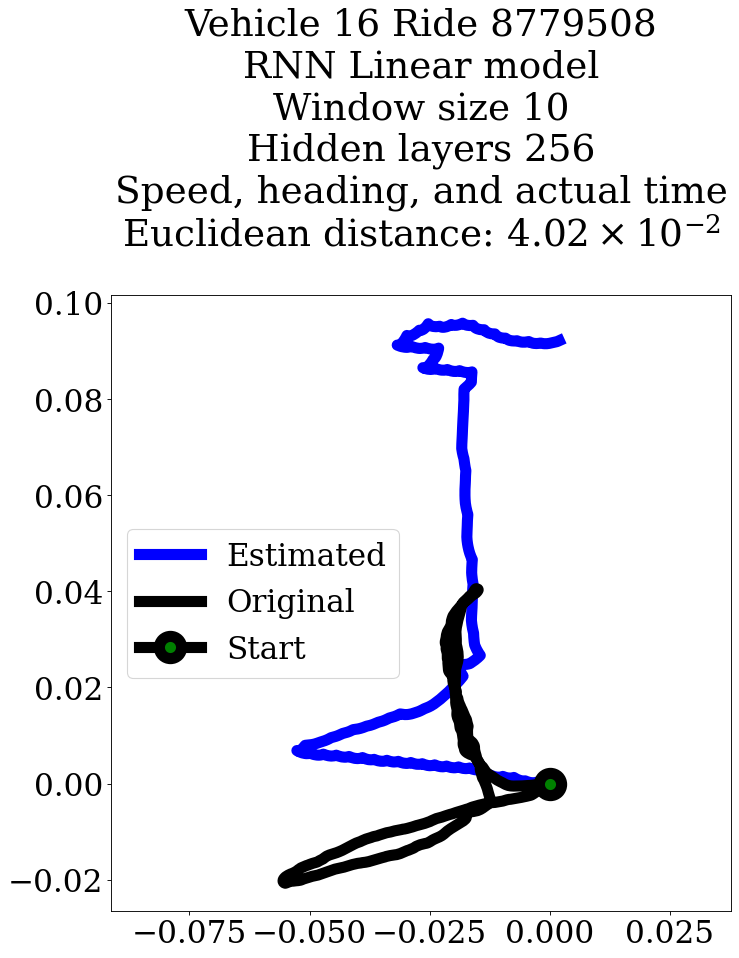 Vehicle 16 Ride 8779508
RNN Linear model
Window size 10
Hidden layers 256
Speed, heading, and actual time
Euclidean distance: 4.02 × 10⁻²
0.10
0.08
0.06
0.04
0.02
0.00
−0.02
Estimated
Original
Start
−0.075 −0.050 −0.025 0.000 0.025